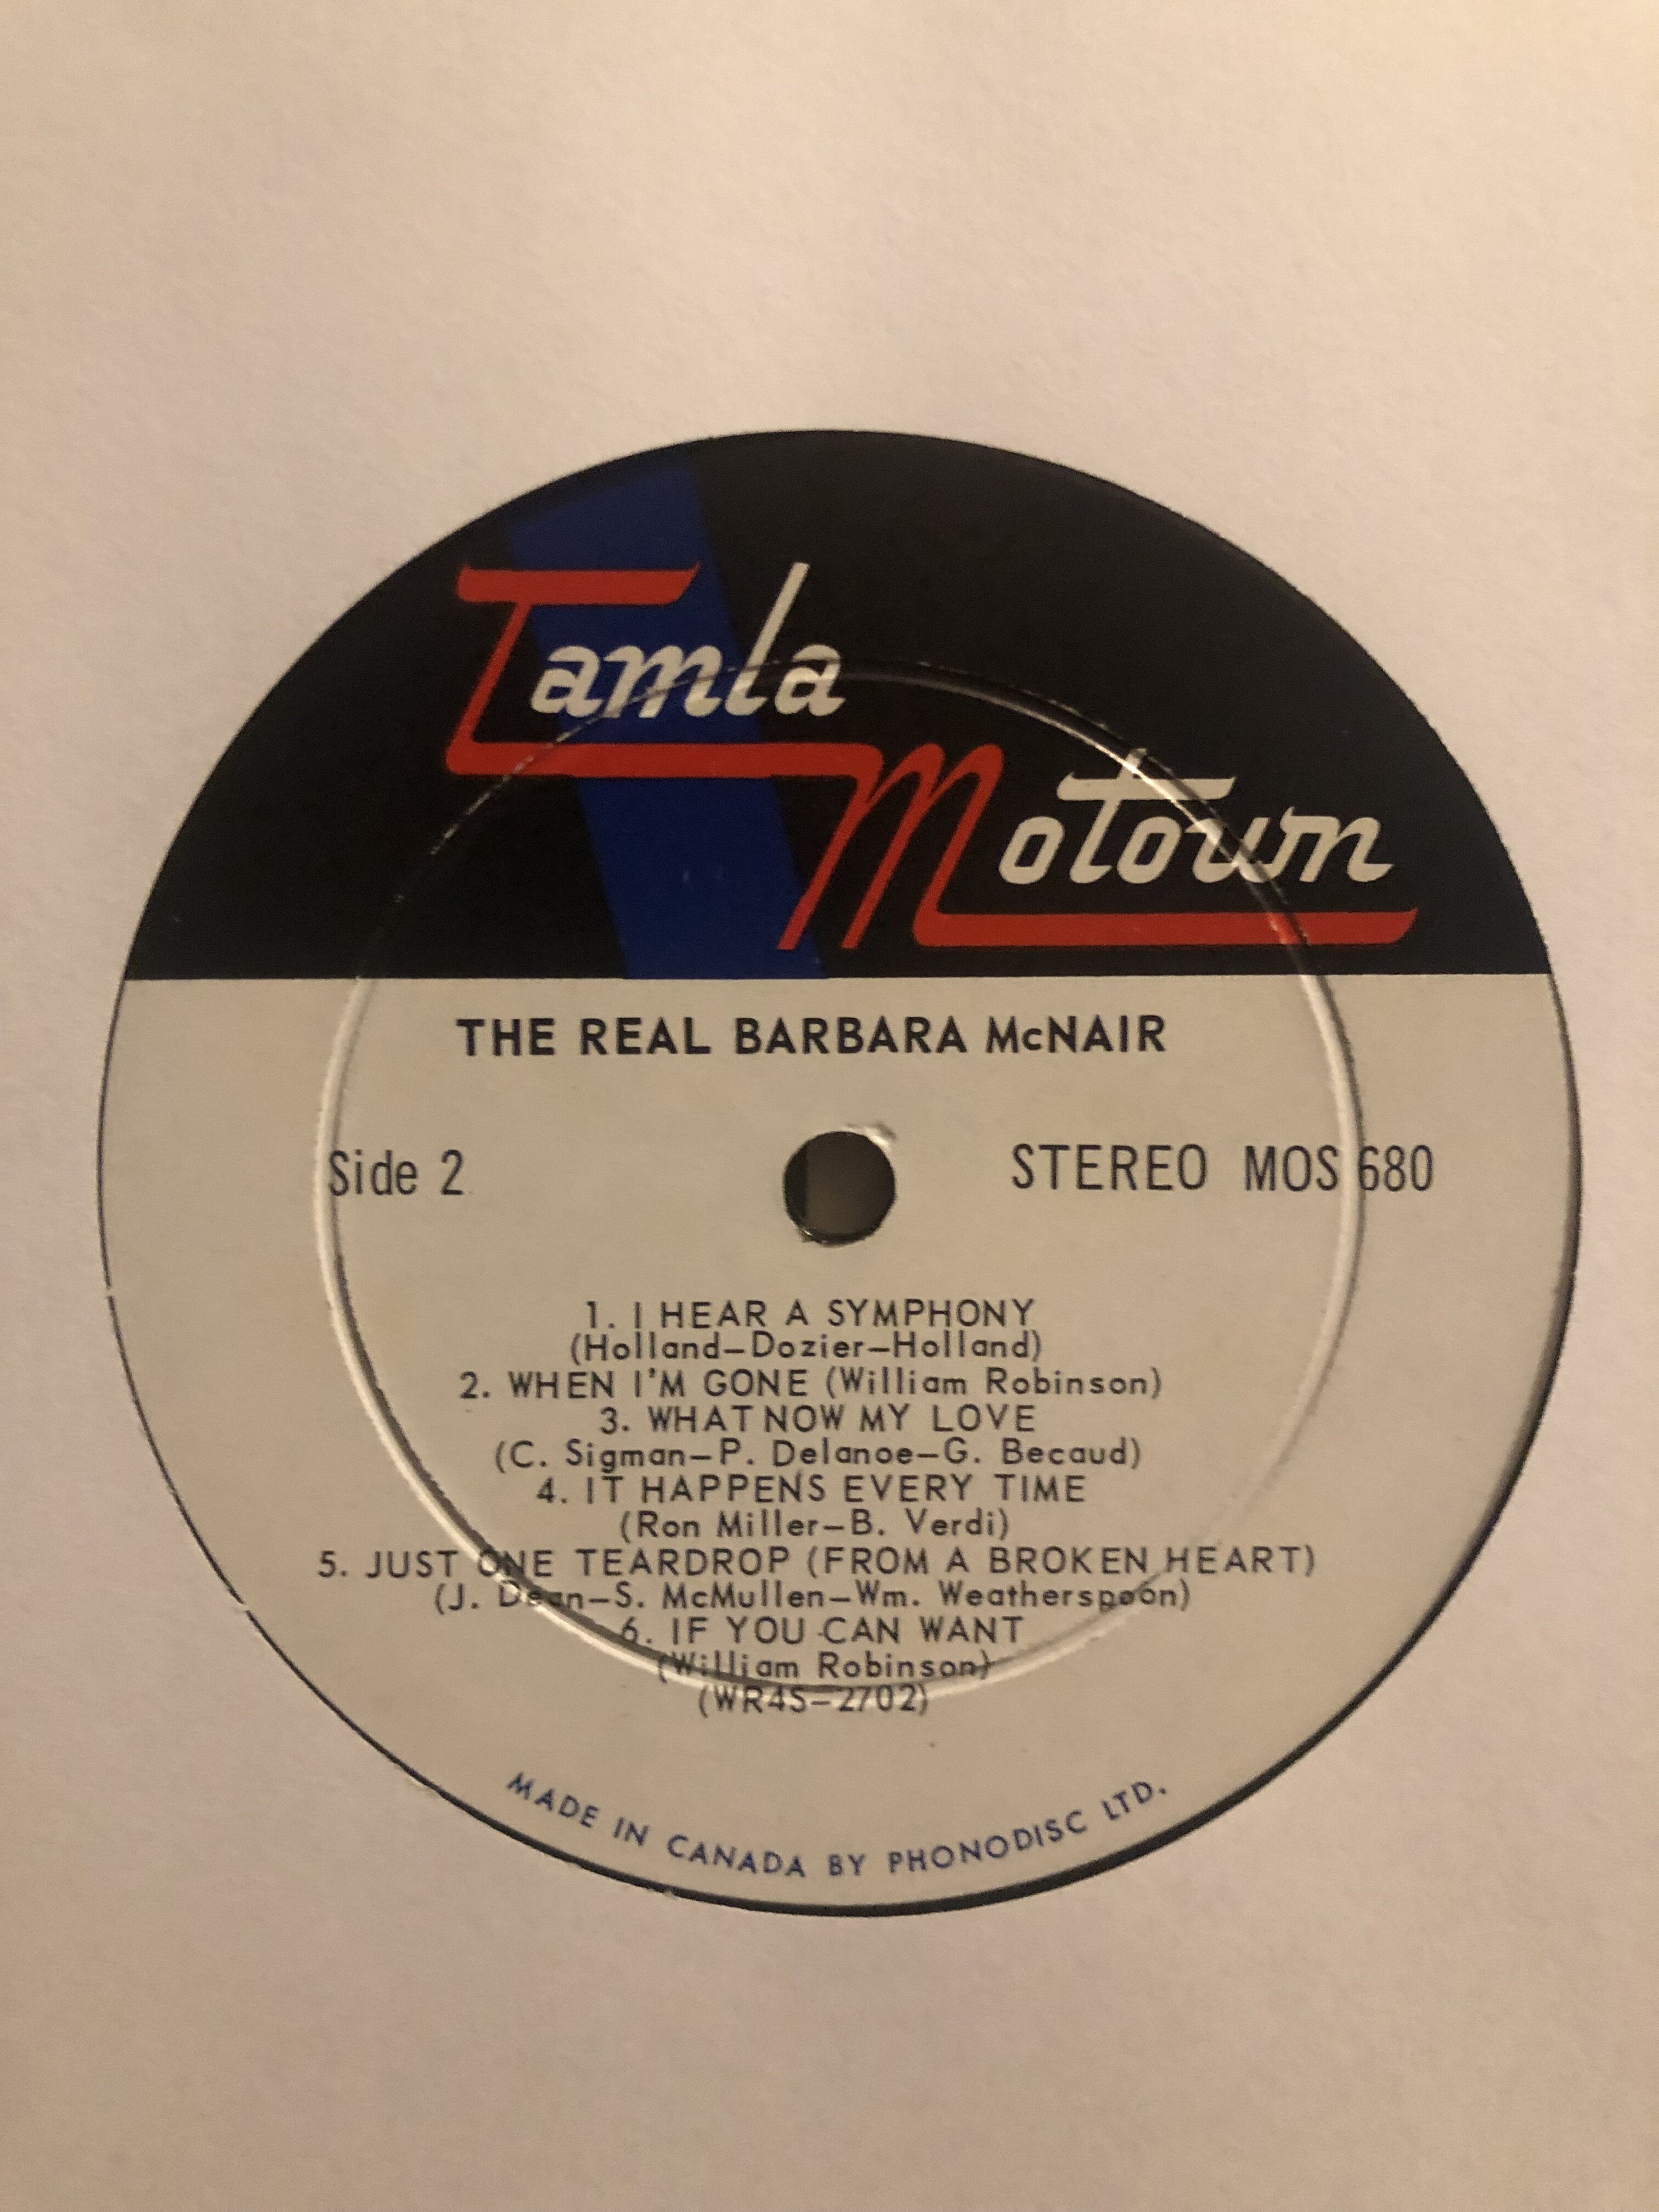 Tamla
Motown
THE REAL BARBARA McNAIR
Side 2
STEREO MOS 680
1. I HEAR A SYMPHONY
(Holland–Dozier–Holland)
2. WHEN I'M GONE (William Robinson)
3. WHAT NOW MY LOVE
(C. Sigman–P. Delanoe–G. Becaud)
4. IT HAPPENS EVERY TIME
(Ron Miller–B. Verdi)
5. JUST ONE TEARDROP (FROM A BROKEN HEART)
(J. Dean–S. McMullen–Wm. Weatherspoon)
6. IF YOU CAN WANT
(William Robinson)
(WR4S–2702)
MADE IN CANADA BY PHONODISC LTD.